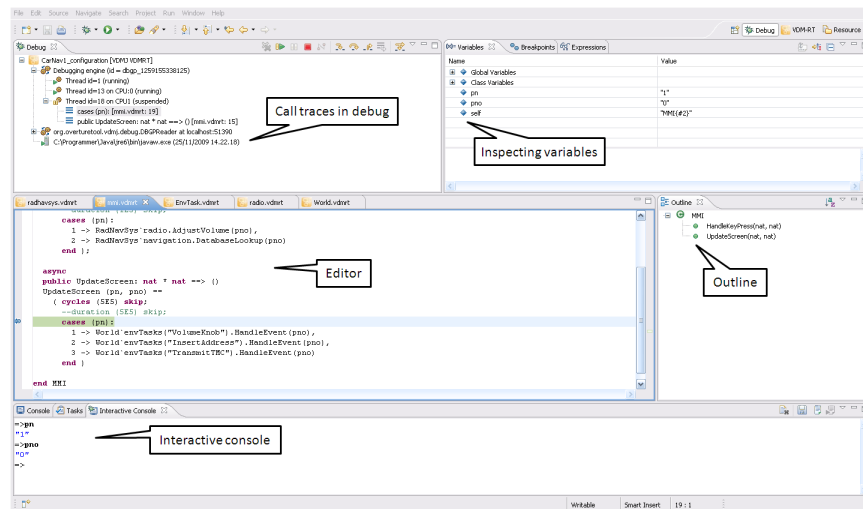 File Edit Source Navigate Search Project Run Window Help
Debug VDM-RT Resource
Debug
CarNav1_configuration [VDMJ VDMRT]
Debugging engine (id = dbgp_1259155338125)
Thread id=1 (running)
Thread id=13 on CPU:0 (running)
Thread id=18 on CPU1 (suspended)
cases (pn): [mmi.vdmrt: 19]
public UpdateScreen: nat * nat ==> () [mmi.vdmrt: 15]
org.overturetool.vdmj.debug.DBGPReader at localhost:51390
C:\Programmer\Java\jre6\bin\javaw.exe (25/11/2009 14.22.18)
Call traces in debug
Variables Breakpoints Expressions
Name Value
Global Variables
Class Variables
pn "1"
pno "0"
self "MMI{#2}"
Inspecting variables
radnavsys.vdmrt mmi.vdmrt EnvTask.vdmrt radio.vdmrt World.vdmrt
--duration (5E5) skip;
cases (pn):
1 -> RadNavSys`radio.AdjustVolume(pno),
2 -> RadNavSys`navigation.DatabaseLookup(pno)
end );
async
public UpdateScreen: nat * nat ==> ()
UpdateScreen (pn, pno) ==
( cycles (5E5) skip;
--duration (5E5) skip;
cases (pn):
1 -> World`envTasks("VolumeKnob").HandleEvent(pno),
2 -> World`envTasks("InsertAddress").HandleEvent(pno),
3 -> World`envTasks("TransmitTMC").HandleEvent(pno)
end )
end MMI
Editor
Outline
MMI
HandleKeyPress(nat, nat)
UpdateScreen(nat, nat)
Outline
Console Tasks Interactive Console
=>pn
"1"
=>pno
"0"
=>
Interactive console
Writable Smart Insert 19 : 1